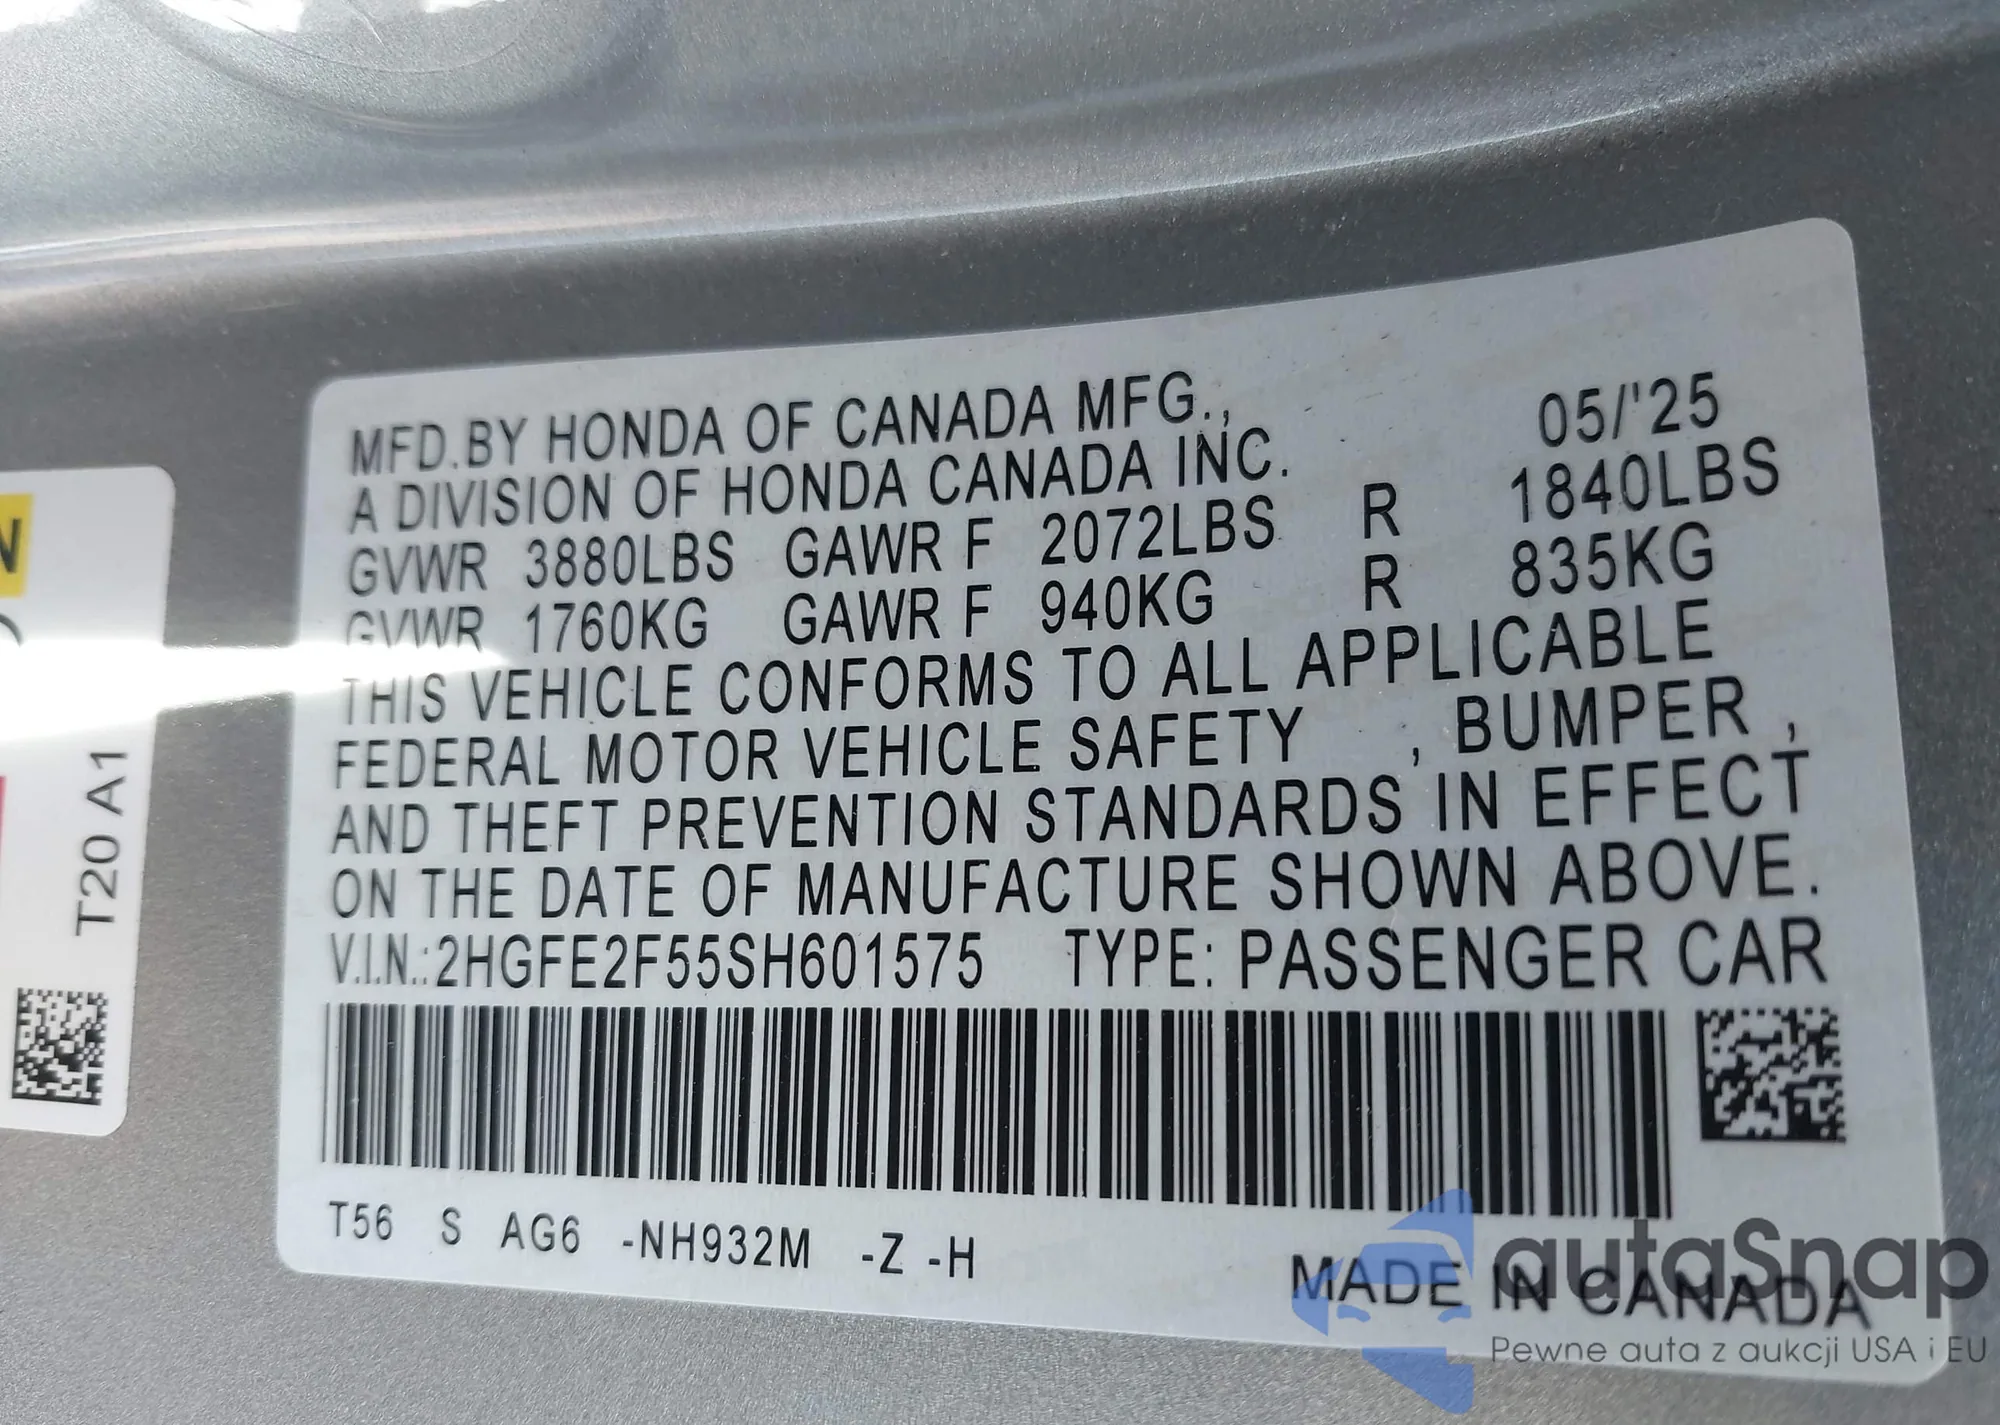 MFD.BY HONDA OF CANADA MFG., 05/'25
A DIVISION OF HONDA CANADA INC.
GVWR 3880LBS GAWR F 2072LBS R 1840LBS
GVWR 1760KG GAWR F 940KG R 835KG
THIS VEHICLE CONFORMS TO ALL APPLICABLE
FEDERAL MOTOR VEHICLE SAFETY , BUMPER ,
AND THEFT PREVENTION STANDARDS IN EFFECT
ON THE DATE OF MANUFACTURE SHOWN ABOVE.
V.I.N.:2HGFE2F55SH601575 TYPE: PASSENGER CAR
T56 S AG6 -NH932M -Z -H
MADE IN CANADA
T20 A1
N
autaSnap
Pewne auta z aukcji USA i EU